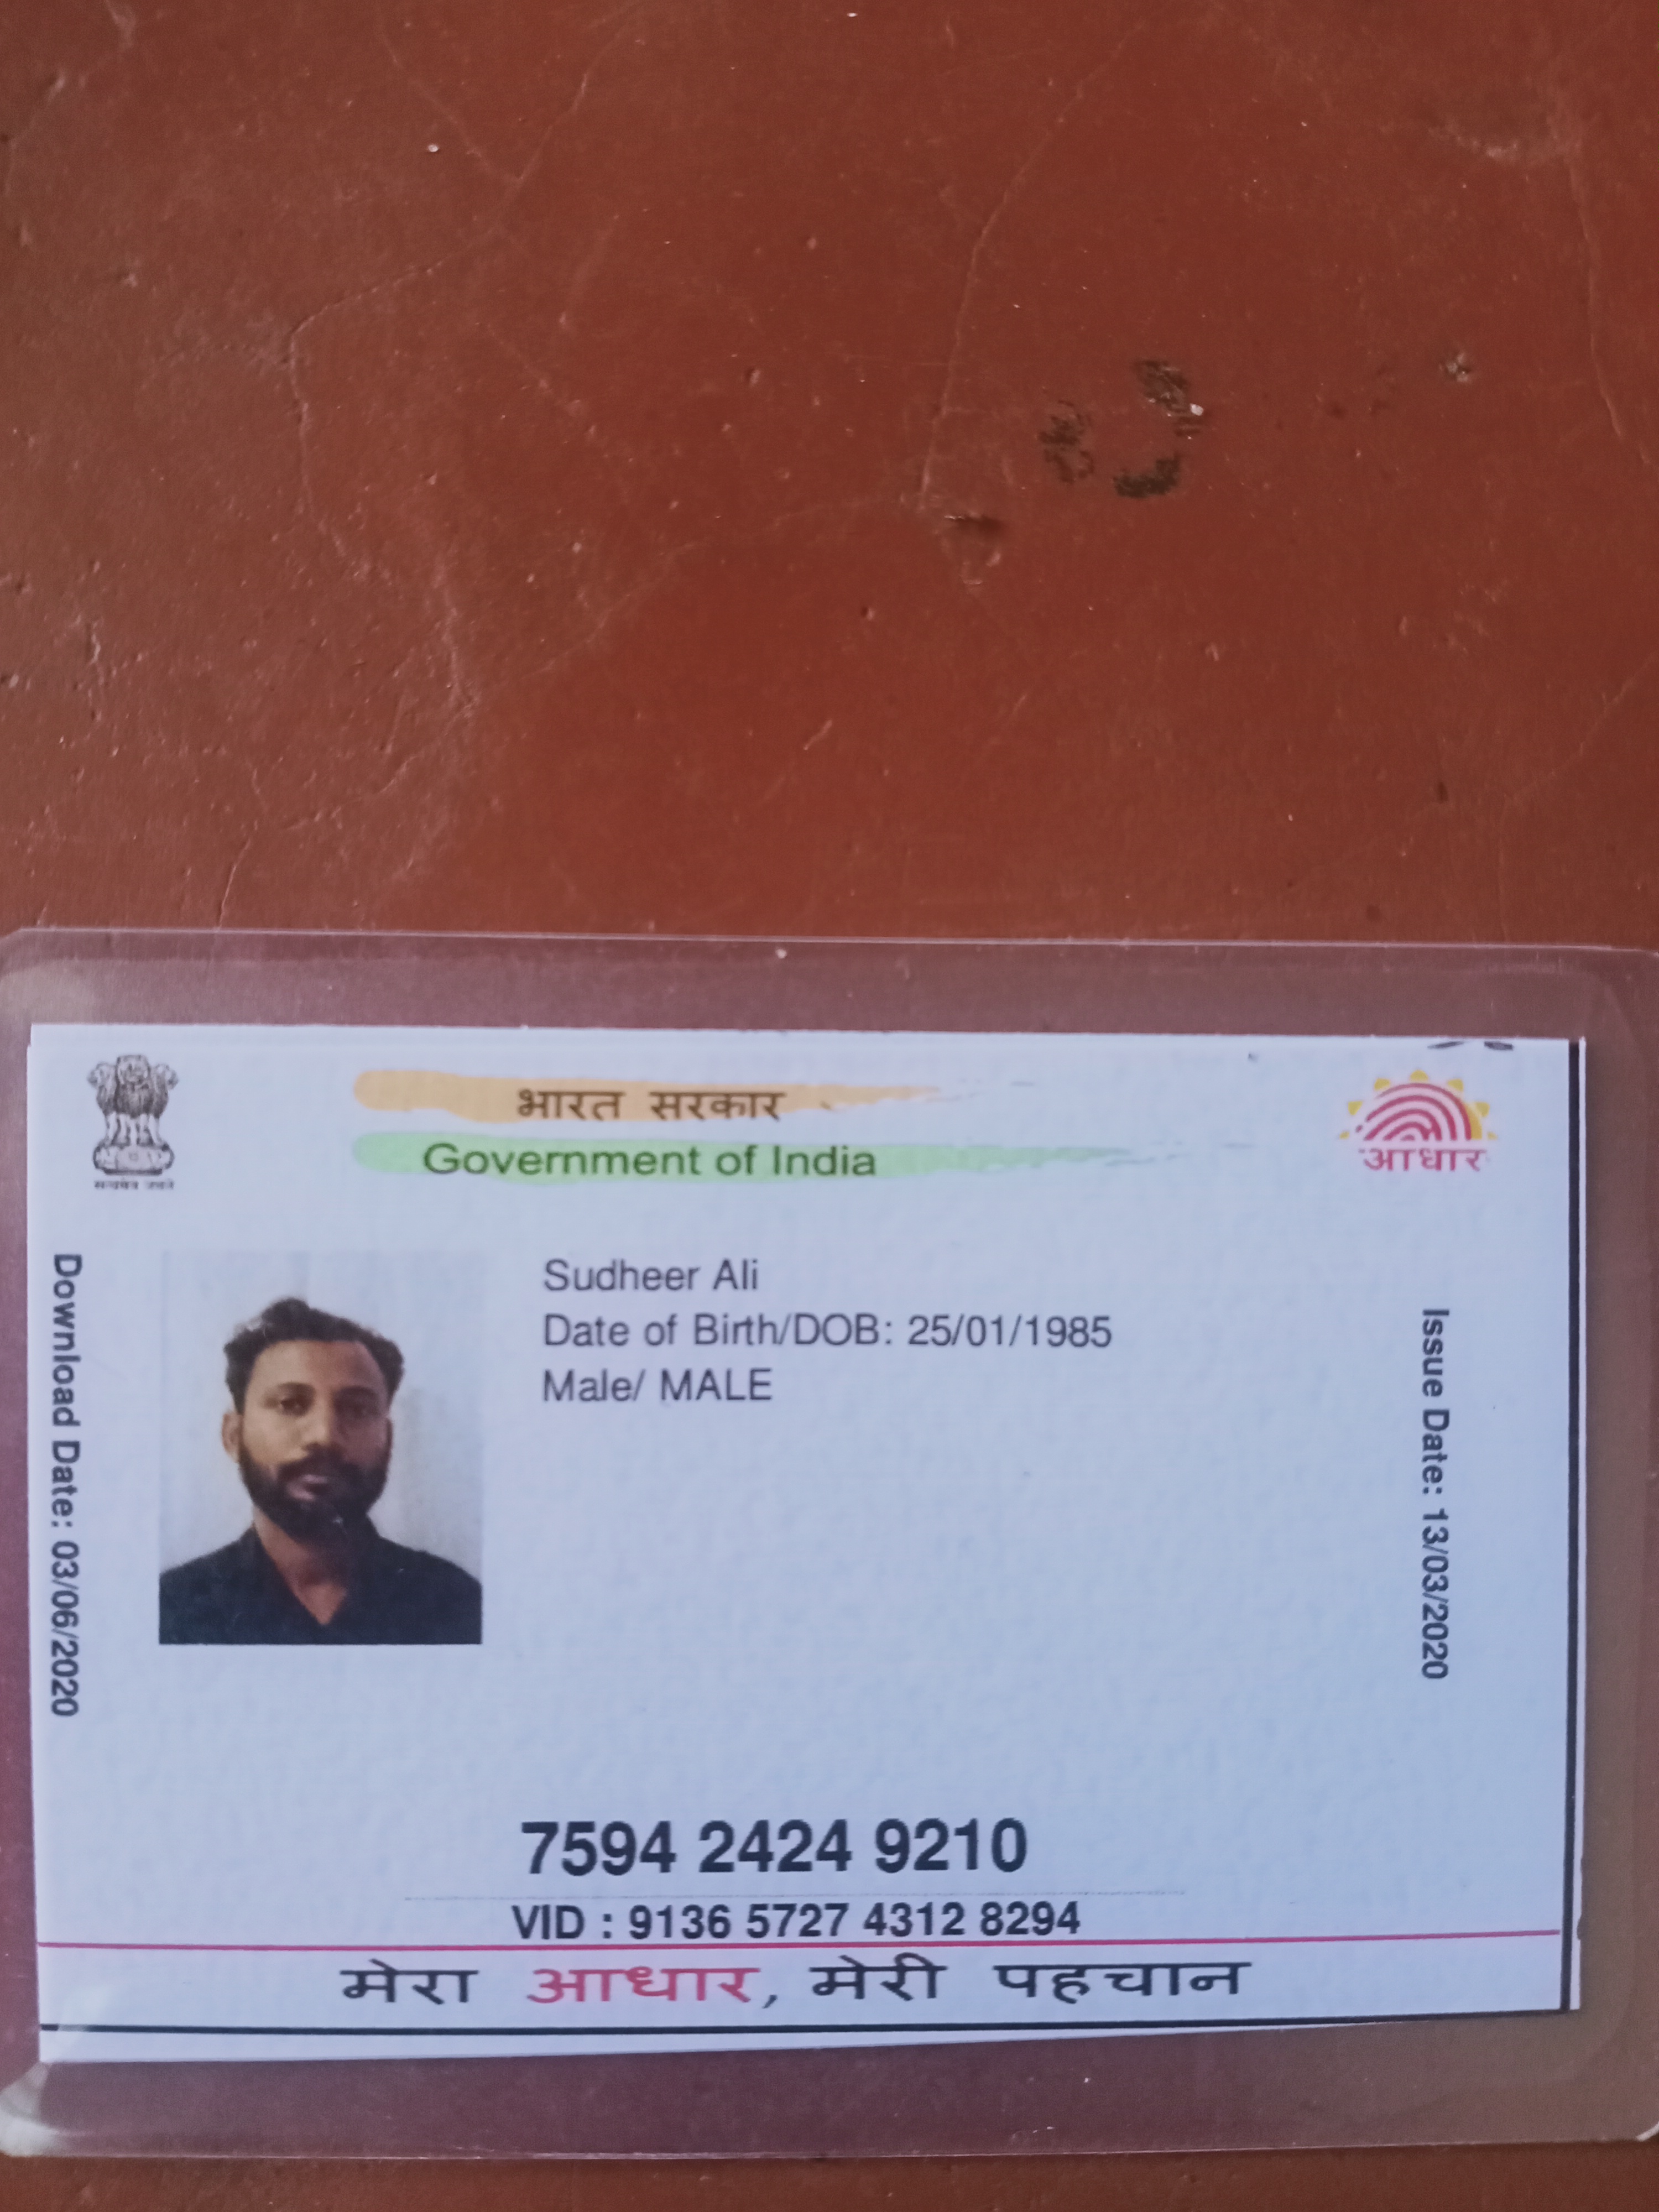 भारत सरकार
Government of India
सत्यमेव जयते
आधार
Download Date: 03/06/2020
Sudheer Ali
Date of Birth/DOB: 25/01/1985
Male/ MALE
Issue Date: 13/03/2020
7594 2424 9210
VID : 9136 5727 4312 8294
मेरा आधार, मेरी पहचान